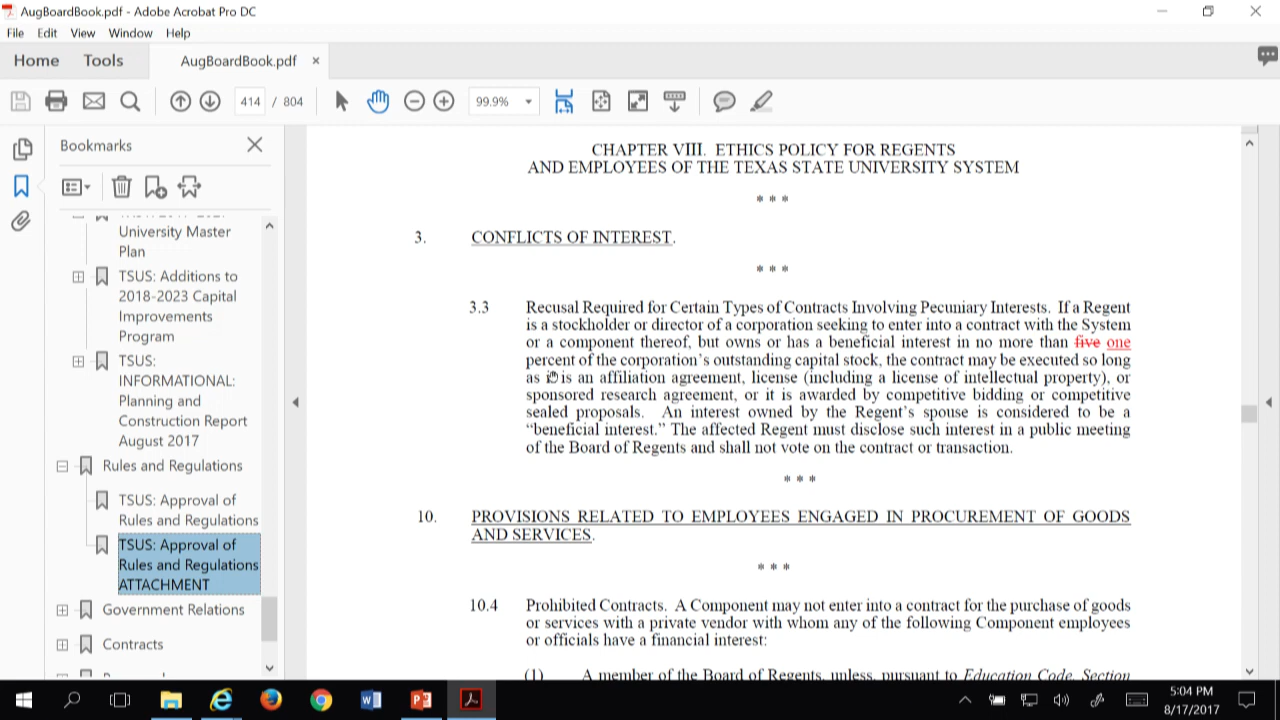 AugBoardBook.pdf - Adobe Acrobat Pro DC
File Edit View Window Help
Home Tools AugBoardBook.pdf ×
414 / 804 99.9%
Bookmarks
University Master
Plan
TSUS: Additions to
2018-2023 Capital
Improvements
Program
TSUS:
INFORMATIONAL:
Planning and
Construction Report
August 2017
Rules and Regulations
TSUS: Approval of
Rules and Regulations
TSUS: Approval of
Rules and Regulations
ATTACHMENT
Government Relations
Contracts
CHAPTER VIII. ETHICS POLICY FOR REGENTS
AND EMPLOYEES OF THE TEXAS STATE UNIVERSITY SYSTEM
* * *
3. CONFLICTS OF INTEREST.
* * *
3.3 Recusal Required for Certain Types of Contracts Involving Pecuniary Interests. If a Regent
is a stockholder or director of a corporation seeking to enter into a contract with the System
or a component thereof, but owns or has a beneficial interest in no more than five one
percent of the corporation's outstanding capital stock, the contract may be executed so long
as is an affiliation agreement, license (including a license of intellectual property), or
sponsored research agreement, or it is awarded by competitive bidding or competitive
sealed proposals. An interest owned by the Regent's spouse is considered to be a
“beneficial interest.” The affected Regent must disclose such interest in a public meeting
of the Board of Regents and shall not vote on the contract or transaction.
* * *
10. PROVISIONS RELATED TO EMPLOYEES ENGAGED IN PROCUREMENT OF GOODS
AND SERVICES.
* * *
10.4 Prohibited Contracts. A Component may not enter into a contract for the purchase of goods
or services with a private vendor with whom any of the following Component employees
or officials have a financial interest:
(1) A member of the Board of Regents, unless, pursuant to Education Code, Section
5:04 PM
8/17/2017